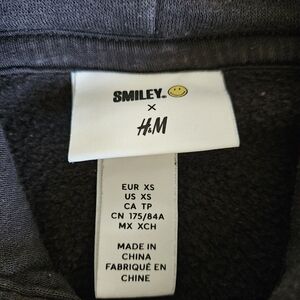 SMILEY
×
H&M
EUR XS
US XS
CA TP
CN 175/84A
MX XCH
MADE IN
CHINA
FABRIQUÉ EN
CHINE